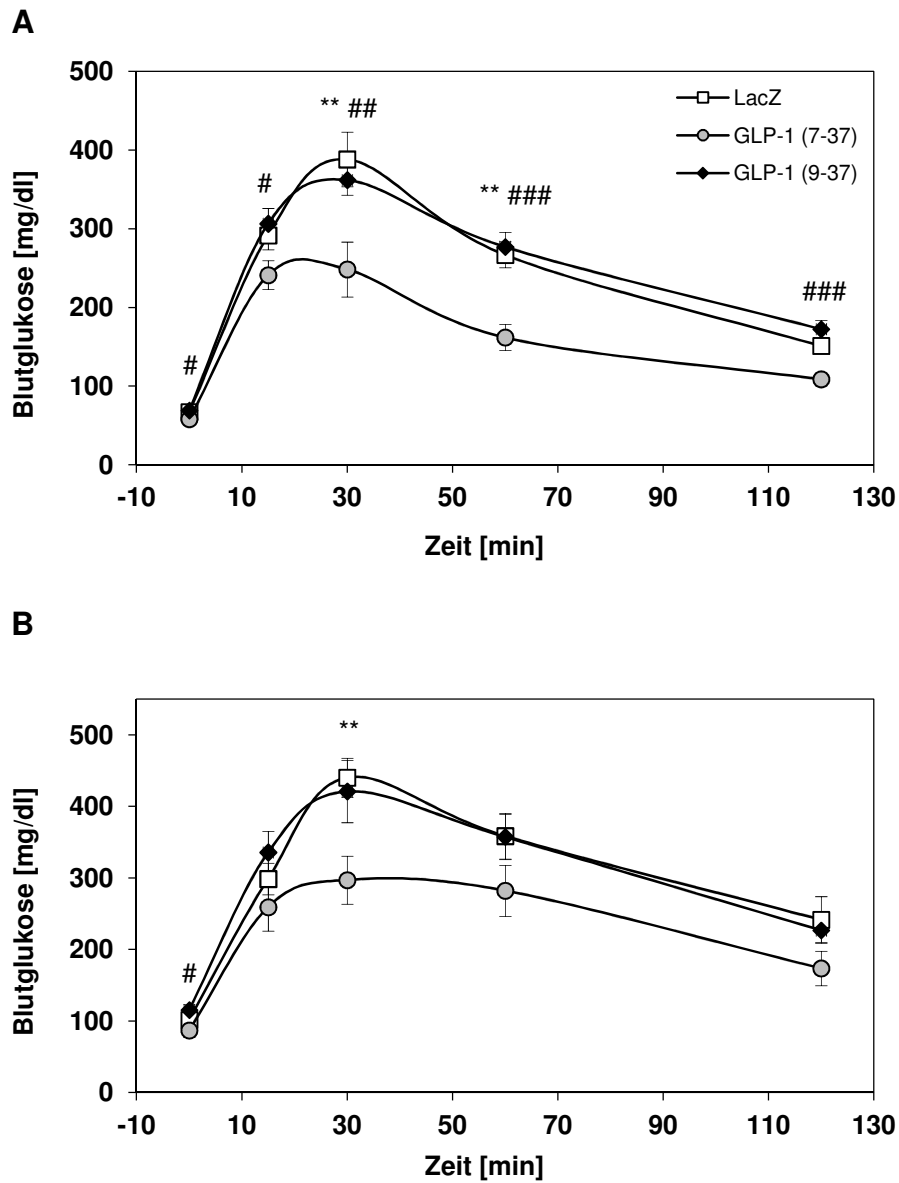 A
500
400
300
200
100
0
Blutglukose [mg/dl]
# # ** ## ** ### ###
LacZ
GLP-1 (7-37)
GLP-1 (9-37)
-10 10 30 50 70 90 110 130
Zeit [min]
B
500
400
300
200
100
0
Blutglukose [mg/dl]
# **
-10 10 30 50 70 90 110 130
Zeit [min]